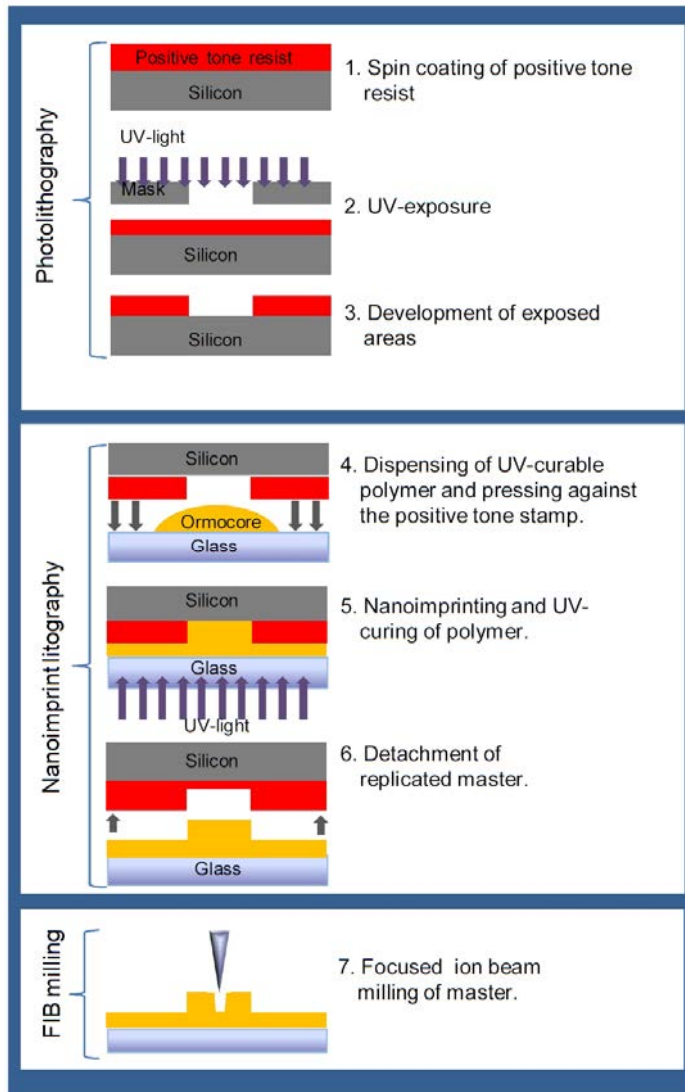 Photolithography
Positive tone resist
Silicon
1. Spin coating of positive tone
resist
UV-light
Mask
Silicon
2. UV-exposure
Silicon
3. Development of exposed
areas
Nanoimprint litography
Silicon
Ormocore
Glass
4. Dispensing of UV-curable
polymer and pressing against
the positive tone stamp.
Silicon
Glass
UV-light
5. Nanoimprinting and UV-
curing of polymer.
Silicon
Glass
6. Detachment of
replicated master.
FIB milling
7. Focused ion beam
milling of master.